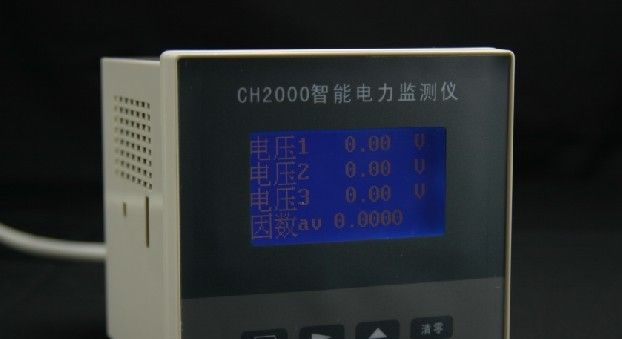 CH2000智能电力监测仪
电压1 0.00 V
电压2 0.00 V
电压3 0.00 V
因数av 0.0000
清零